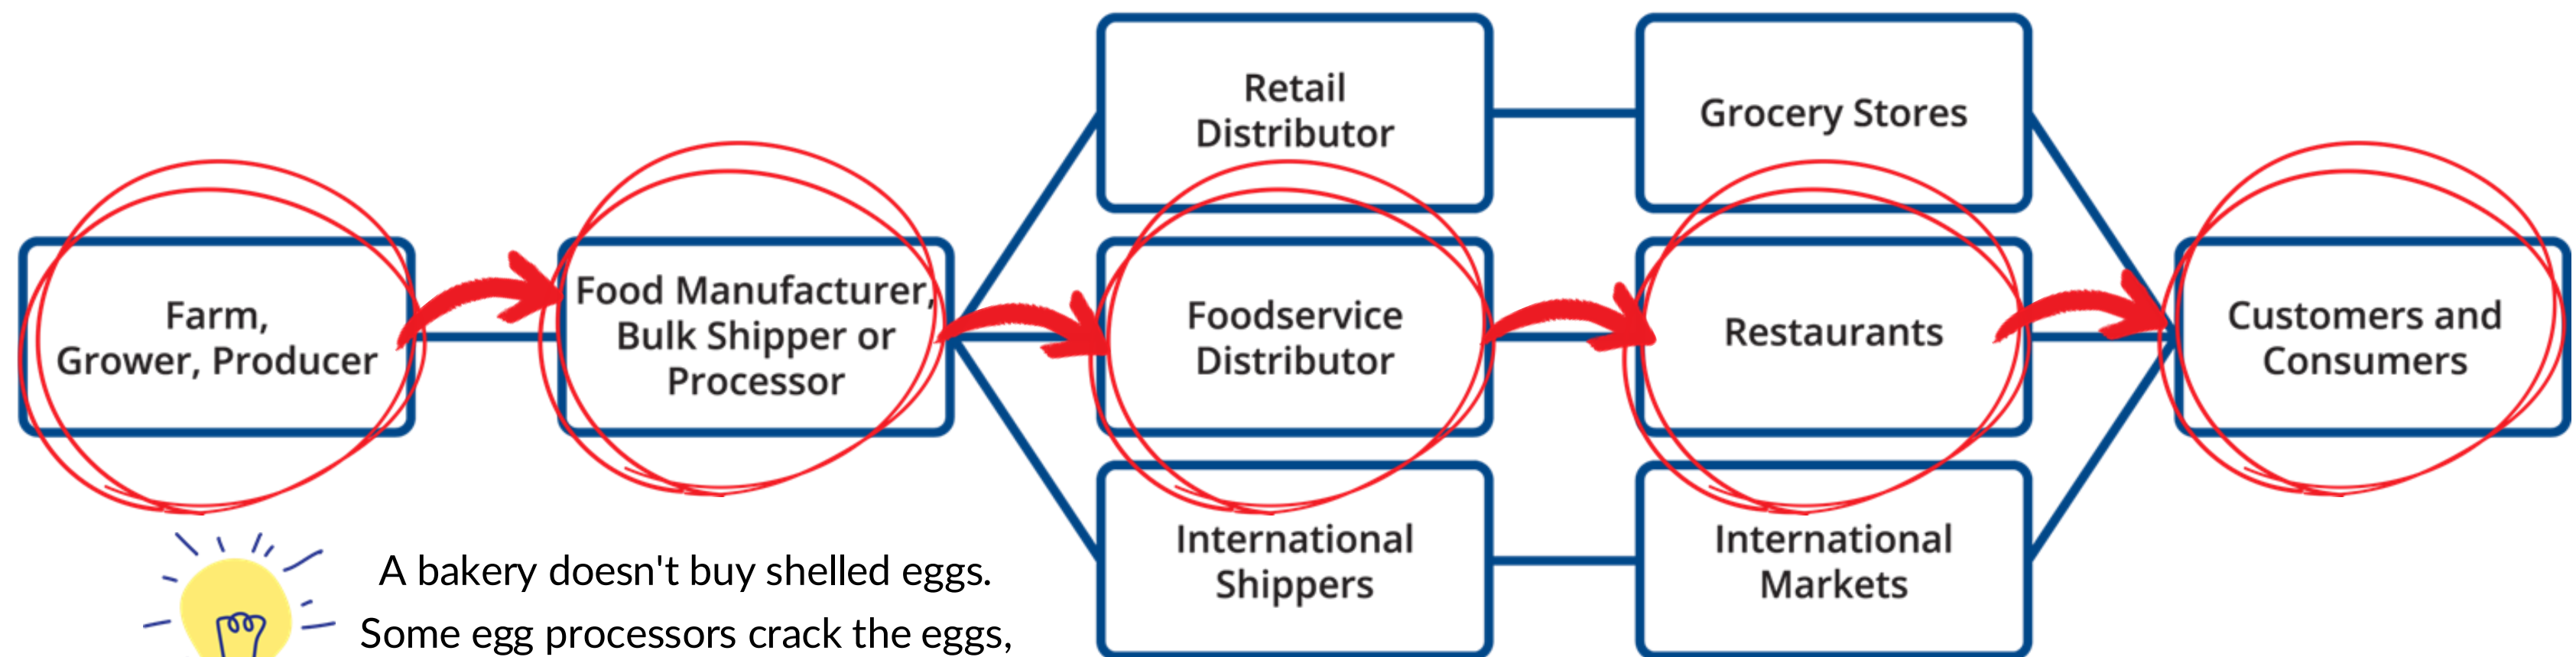 Farm,
Grower, Producer
Food Manufacturer,
Bulk Shipper or
Processor
Retail
Distributor
Grocery Stores
Foodservice
Distributor
Restaurants
International
Shippers
International
Markets
Customers and
Consumers
A bakery doesn't buy shelled eggs.
Some egg processors crack the eggs,